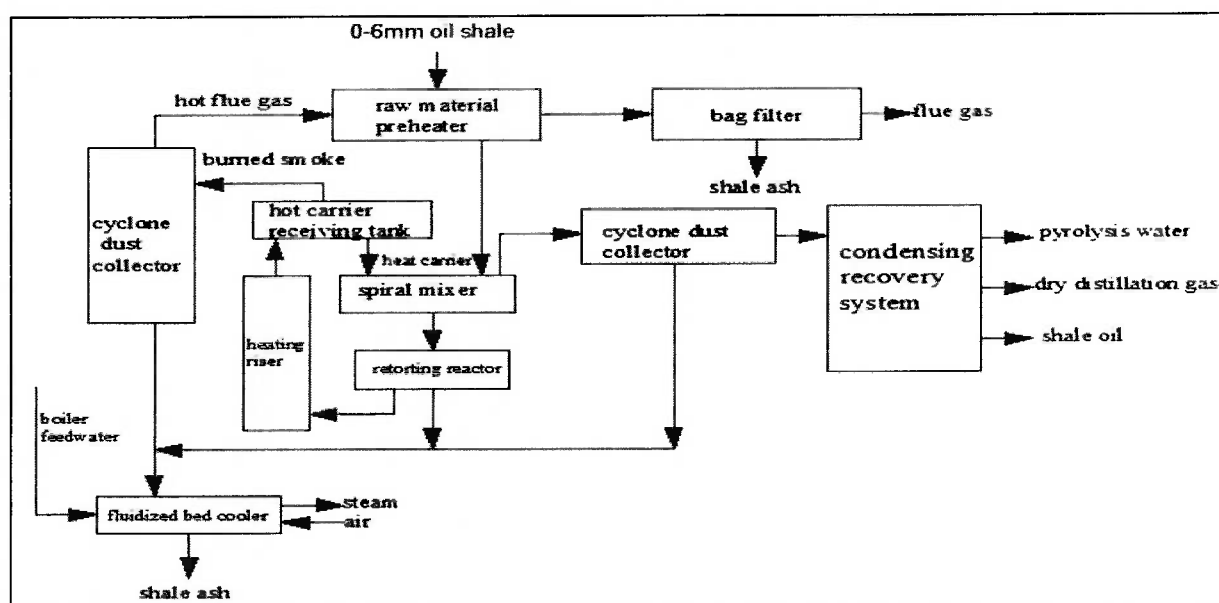 0-6mm oil shale
hot flue gas
raw material
preheater
bag filter
flue gas
burned smoke
shale ash
cyclone
dust
collector
hot carrier
receiving tank
cyclone dust
collector
condensing
recovery
system
pyrolysis water
dry distillation gas
shale oil
heat carrier
spiral mixer
heating
riser
retorting reactor
boiler
feedwater
fluidized bed cooler
steam
air
shale ash